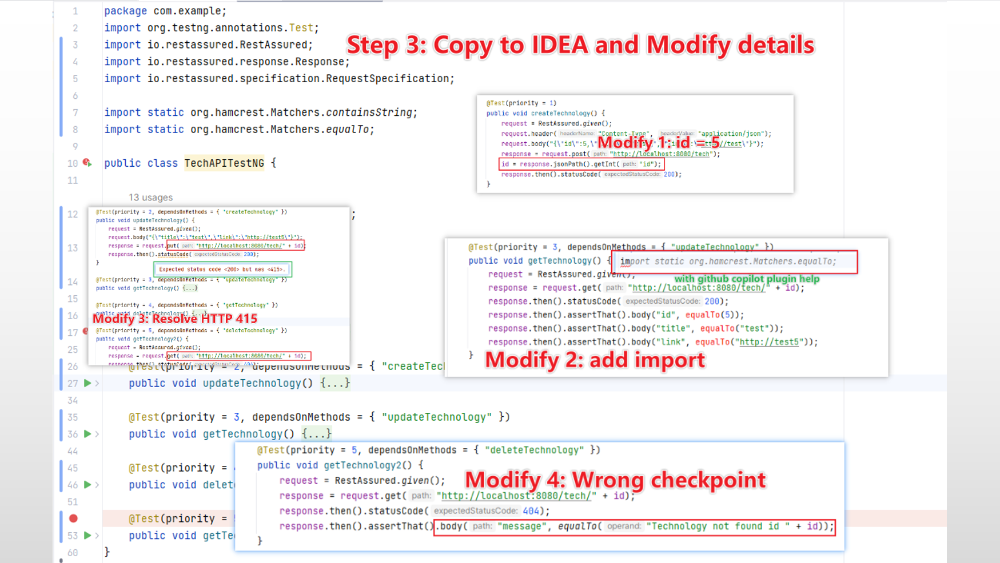 1 package com.example;
2 import org.testng.annotations.Test;
3 import io.restassured.RestAssured;
4 import io.restassured.response.Response;
5 import io.restassured.specification.RequestSpecification;
6
7 import static org.hamcrest.Matchers.containsString;
8 import static org.hamcrest.Matchers.equalTo;
9
10 public class TechAPITestNG {
11
13 usages
12 ;
13
14
15
16
17
25
Step 3: Copy to IDEA and Modify details
@Test(priority = 1)
public void createTechnology() {
request = RestAssured.given();
request.header( headerName: "Content-Type", headerValue: "application/json");
request.body("{\"id\":5,\
http://test\"}");
Modify 1: id = 5
response = request.post( path: "http://localhost:8080/tech");
id = response.jsonPath().getInt( path: "id");
response.then().statusCode( expectedStatusCode: 200);
}
@Test(priority = 2, dependsOnMethods = { "createTechnology" })
public void updateTechnology() {
request = RestAssured.given();
request.body("{\"title\":\"test\",\"link\":\"http://test5\"}");
response = request.put( path: "http://localhost:8080/tech/" + id);
response.then().statusCode( expectedStatusCode: 200);
}
Expected status code <200> but was <415>.
@Test(priority = 3, dependsOnMethods = { "updateTechnology" })
public void getTechnology() {...}
@Test(priority = 4, dependsOnMethods = { "getTechnology" })
public void deleteTechnology() {...}
Modify 3: Resolve HTTP 415
@Test(priority = 5, dependsOnMethods = { "deleteTechnology" })
public void getTechnology2() {
request = RestAssured.given();
response = request.get( path: "http://localhost:8080/tech/" + id);
response.then().statusCode( expectedStatusCode: 404);
@Test(priority = 3, dependsOnMethods = { "updateTechnology" })
public void getTechnology() { import static org.hamcrest.Matchers.equalTo;
request = RestAssured.given();
with github copilot plugin help
response = request.get( path: "http://localhost:8080/tech/" + id);
response.then().statusCode( expectedStatusCode: 200);
response.then().assertThat().body("id", equalTo(5));
response.then().assertThat().body("title", equalTo("test"));
response.then().assertThat().body("link", equalTo("http://test5"));
}
Modify 2: add import
26 @Test(priority = 2, dependsOnMethods = { "createTec
27 public void updateTechnology() {...}
34
35 @Test(priority = 3, dependsOnMethods = { "updateTechnology" })
36 public void getTechnology() {...}
44
45 @Test(priority =
46 public void delet
51
@Test(priority =
53 public void getTe
60 }
@Test(priority = 5, dependsOnMethods = { "deleteTechnology" })
public void getTechnology2() {
request = RestAssured.given();
Modify 4: Wrong checkpoint
response = request.get( path: "http://localhost:8080/tech/" + id);
response.then().statusCode( expectedStatusCode: 404);
response.then().assertThat().body( path: "message", equalTo( operand: "Technology not found id " + id));
}